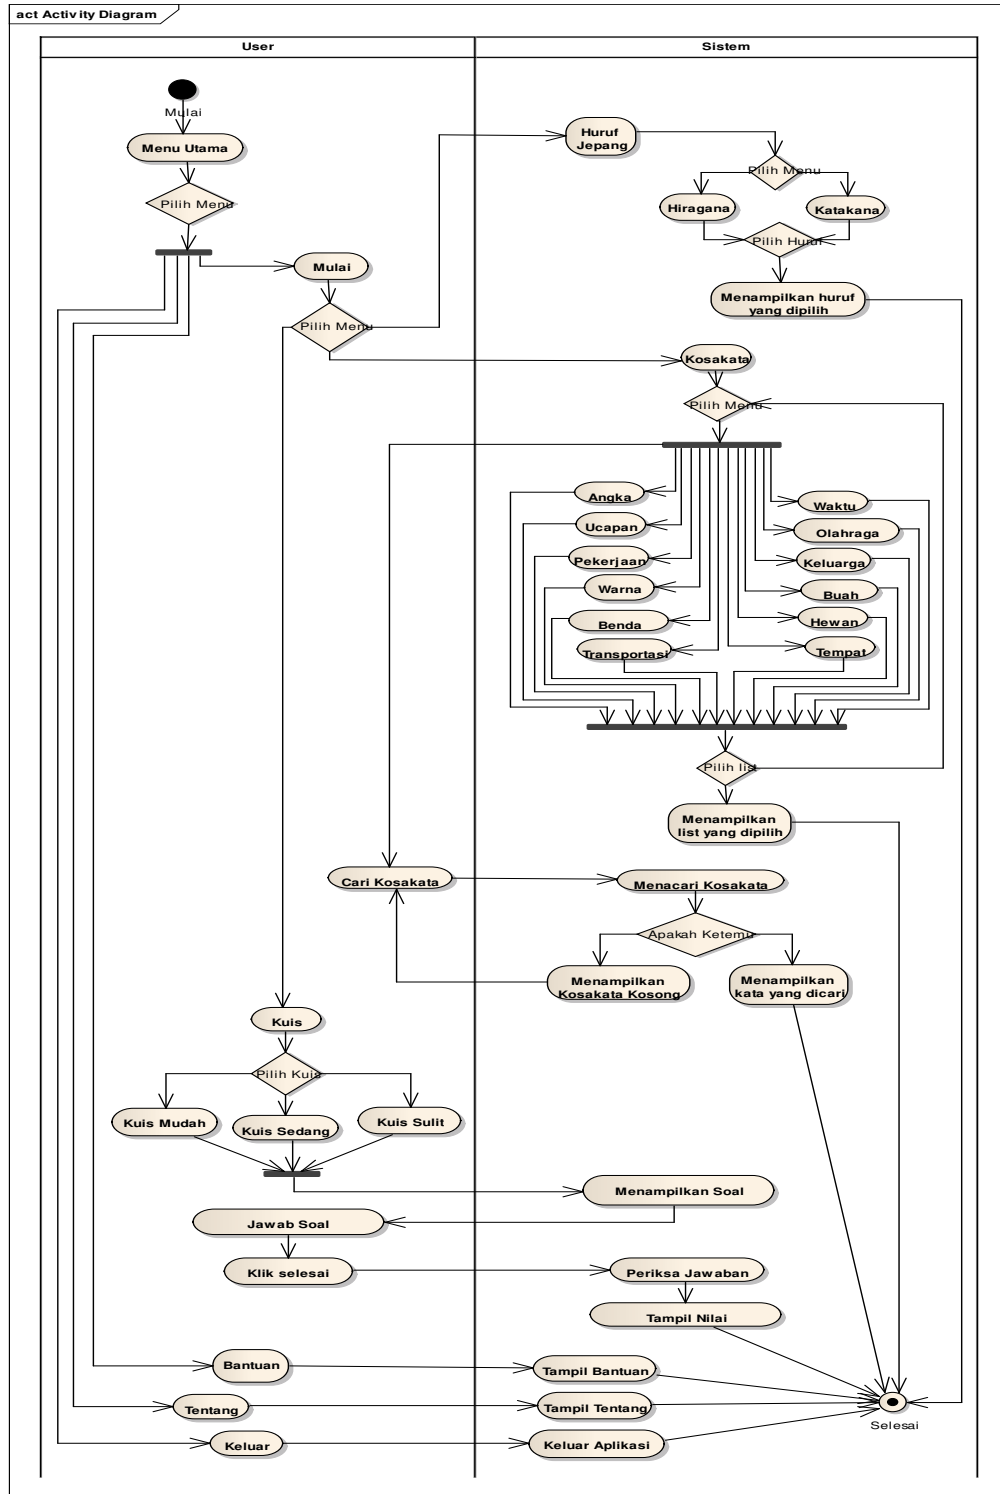 act Activity Diagram
User
Sistem
Mulai
Menu Utama
Pilih Menu
Mulai
Pilih Menu
Huruf
Jepang
Pilih Menu
Hiragana
Katakana
Pilih Huruf
Menampilkan huruf
yang dipilih
Kosakata
Pilih Menu
Angka
Ucapan
Pekerjaan
Warna
Benda
Transportasi
Waktu
Olahraga
Keluarga
Buah
Hewan
Tempat
Pilih list
Menampilkan
list yang dipilih
Cari Kosakata
Menacari Kosakata
Apakah Ketemu
Menampilkan
Kosakata Kosong
Menampilkan
kata yang dicari
Kuis
Pilih Kuis
Kuis Mudah
Kuis Sedang
Kuis Sulit
Menampilkan Soal
Jawab Soal
Klik selesai
Periksa Jawaban
Tampil Nilai
Bantuan
Tampil Bantuan
Tentang
Tampil Tentang
Keluar
Keluar Aplikasi
Selesai